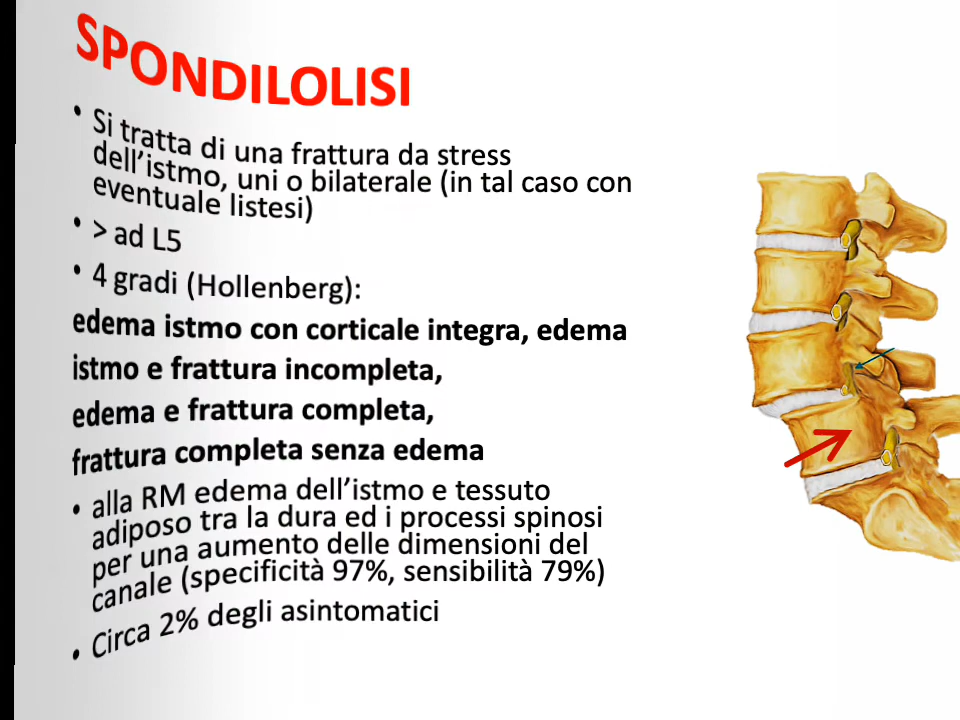 SPONDILOLISI
• Si tratta di una frattura da stress
dell’istmo, uni o bilaterale (in tal caso con
eventuale listesi)
• > ad L5
• 4 gradi (Hollenberg):
edema istmo con corticale integra, edema
istmo e frattura incompleta,
edema e frattura completa,
frattura completa senza edema
• alla RM edema dell’istmo e tessuto
adiposo tra la dura ed i processi spinosi
per una aumento delle dimensioni del
canale (specificità 97%, sensibilità 79%)
• Circa 2% degli asintomatici